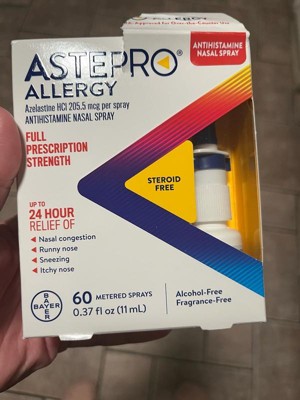 ANTIHISTAMINE
NASAL SPRAY
ASTEPRO®
ALLERGY
Azelastine HCl 205.5 mcg per spray
ANTIHISTAMINE NASAL SPRAY
FULL
PRESCRIPTION
STRENGTH
STEROID
FREE
UP TO
24 HOUR
RELIEF OF
Nasal congestion
Runny nose
Sneezing
Itchy nose
BAYER
BAYER
60 METERED SPRAYS
0.37 fl oz (11 mL)
Alcohol-Free
Fragrance-Free